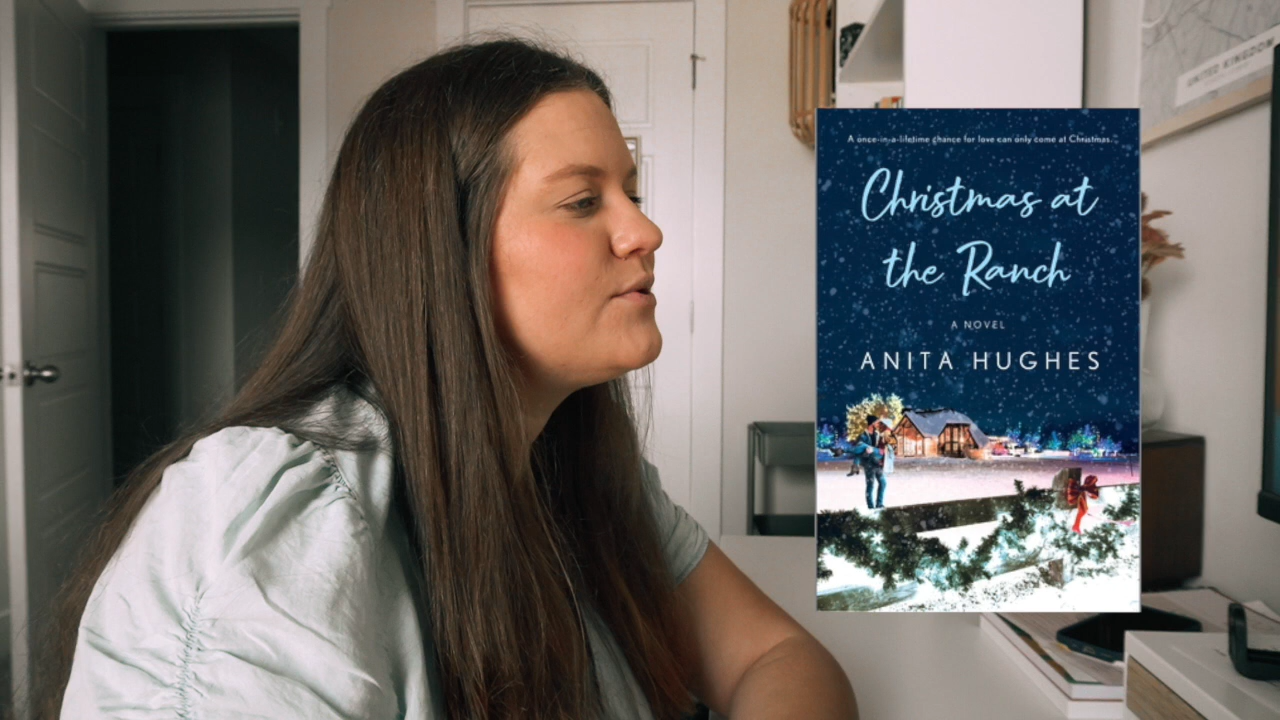 UNITED KINGDOM
A once-in-a-lifetime chance for love can only come at Christmas...
Christmas at
the Ranch
A NOVEL
ANITA HUGHES